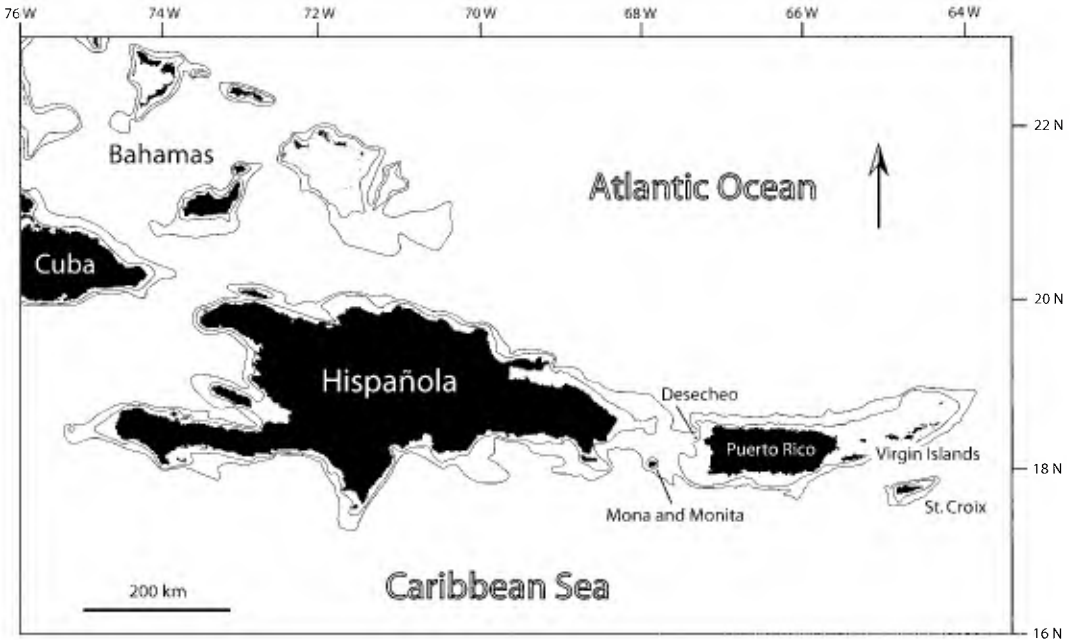 76 W 74 W 72 W 70 W 68 W 66 W 64 W
22 N
Bahamas
Atlantic Ocean
Cuba
20 N
Hispañola
Desecheo
Puerto Rico
Virgin Islands
18 N
St. Croix
Mona and Monita
Caribbean Sea
200 km
16 N